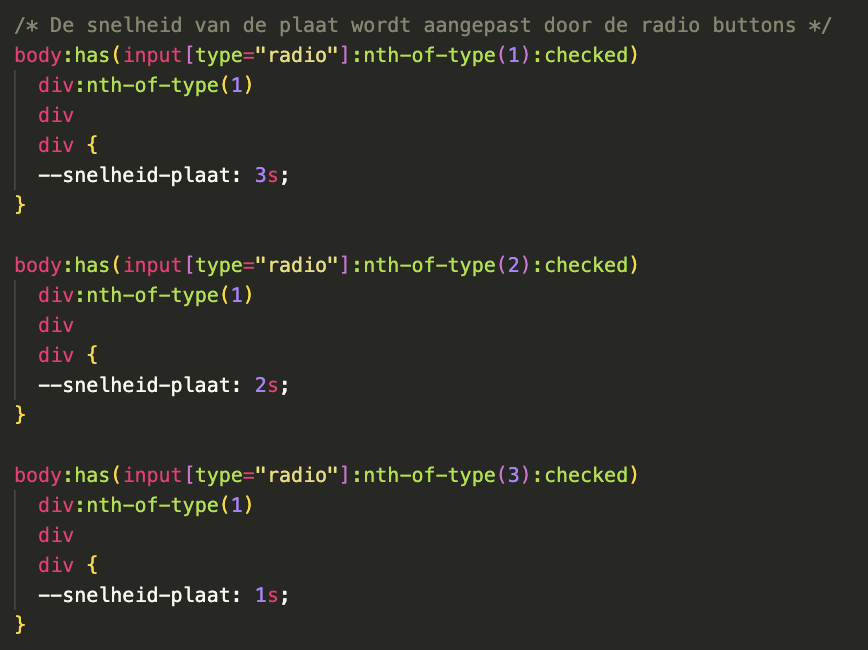 /* De snelheid van de plaat wordt aangepast door de radio buttons */
body:has(input[type="radio"]:nth-of-type(1):checked)
  div:nth-of-type(1)
  div
  div {
  --snelheid-plaat: 3s;
}

body:has(input[type="radio"]:nth-of-type(2):checked)
  div:nth-of-type(1)
  div
  div {
  --snelheid-plaat: 2s;
}

body:has(input[type="radio"]:nth-of-type(3):checked)
  div:nth-of-type(1)
  div
  div {
  --snelheid-plaat: 1s;
}